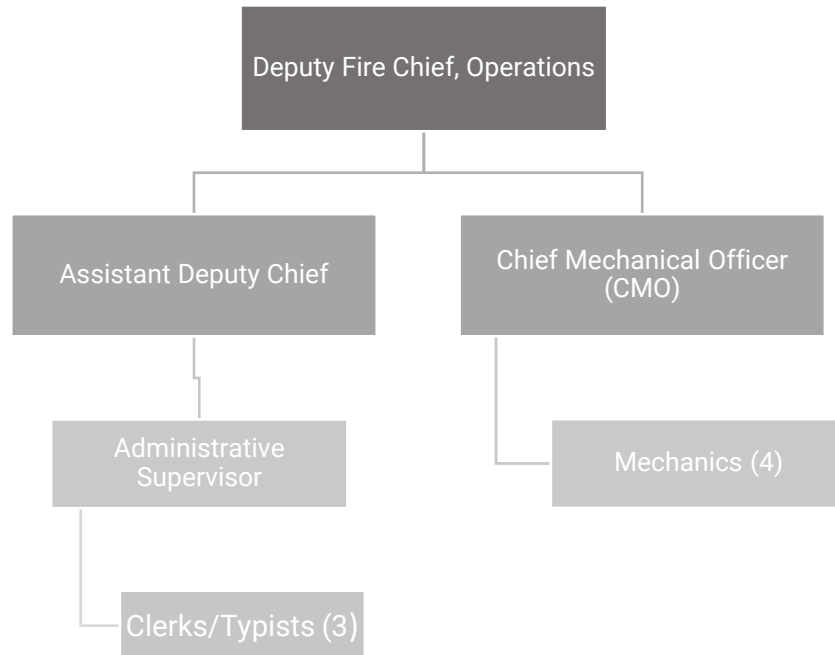 Deputy Fire Chief, Operations
Assistant Deputy Chief
Chief Mechanical Officer
(CMO)
Administrative
Supervisor
Mechanics (4)
Clerks/Typists (3)